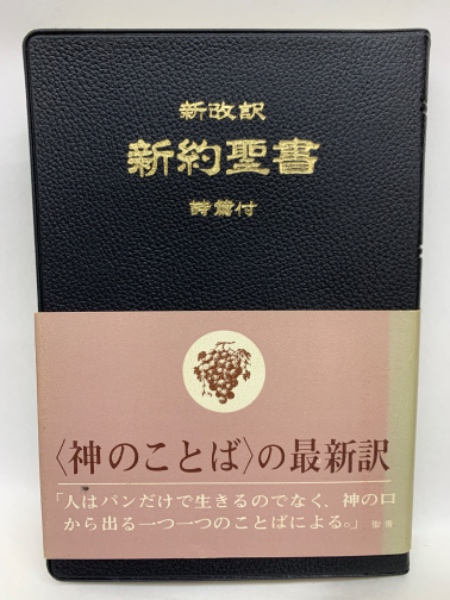 新改訳
新約聖書
詩篇付
〈神のことば〉の最新訳
「人はパンだけで生きるのでなく、神の口
から出る一つ一つのことばによる。」 聖書